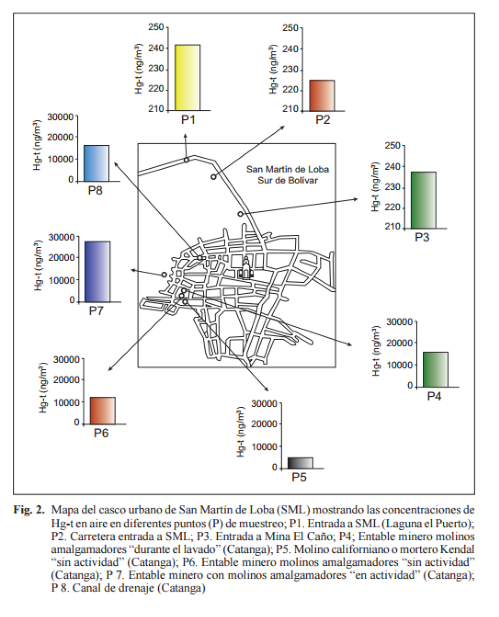 250
240
230
220
210
Hg-t (ng/m³)
P1
250
240
230
220
210
Hg-t (ng/m³)
P2
30000
20000
10000
0
Hg-t (ng/m³)
P8
San Martin de Loba
Sur de Bolivar
250
240
230
220
210
Hg-t (ng/m³)
P3
30000
20000
10000
0
Hg-t (ng/m³)
P7
30000
20000
10000
0
Hg-t (ng/m³)
P4
30000
20000
10000
0
Hg-t (ng/m³)
P6
30000
20000
10000
0
Hg-t (ng/m³)
P5
Fig. 2. Mapa del casco urbano de San Martin de Loba (SML) mostrando las concentraciones de
Hg-t en aire en diferentes puntos (P) de muestreo; P1. Entrada a SML (Laguna el Puerto);
P2. Carretera entrada a SML; P3. Entrada a Mina El Caño; P4; Entable minero molinos
amalgamadores “durante el lavado” (Catanga); P5. Molino californiano o mortero Kendal
“sin actividad” (Catanga); P6. Entable minero molinos amalgamadores “sin actividad”
(Catanga); P 7. Entable minero con molinos amalgamadores “en actividad” (Catanga);
P 8. Canal de drenaje (Catanga)